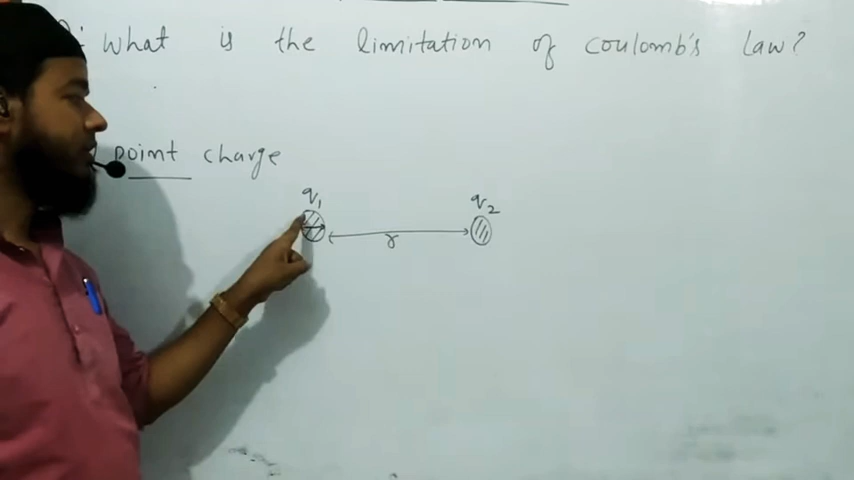 : What is the limitation of coulomb's law?
point charge
q1 q2
r